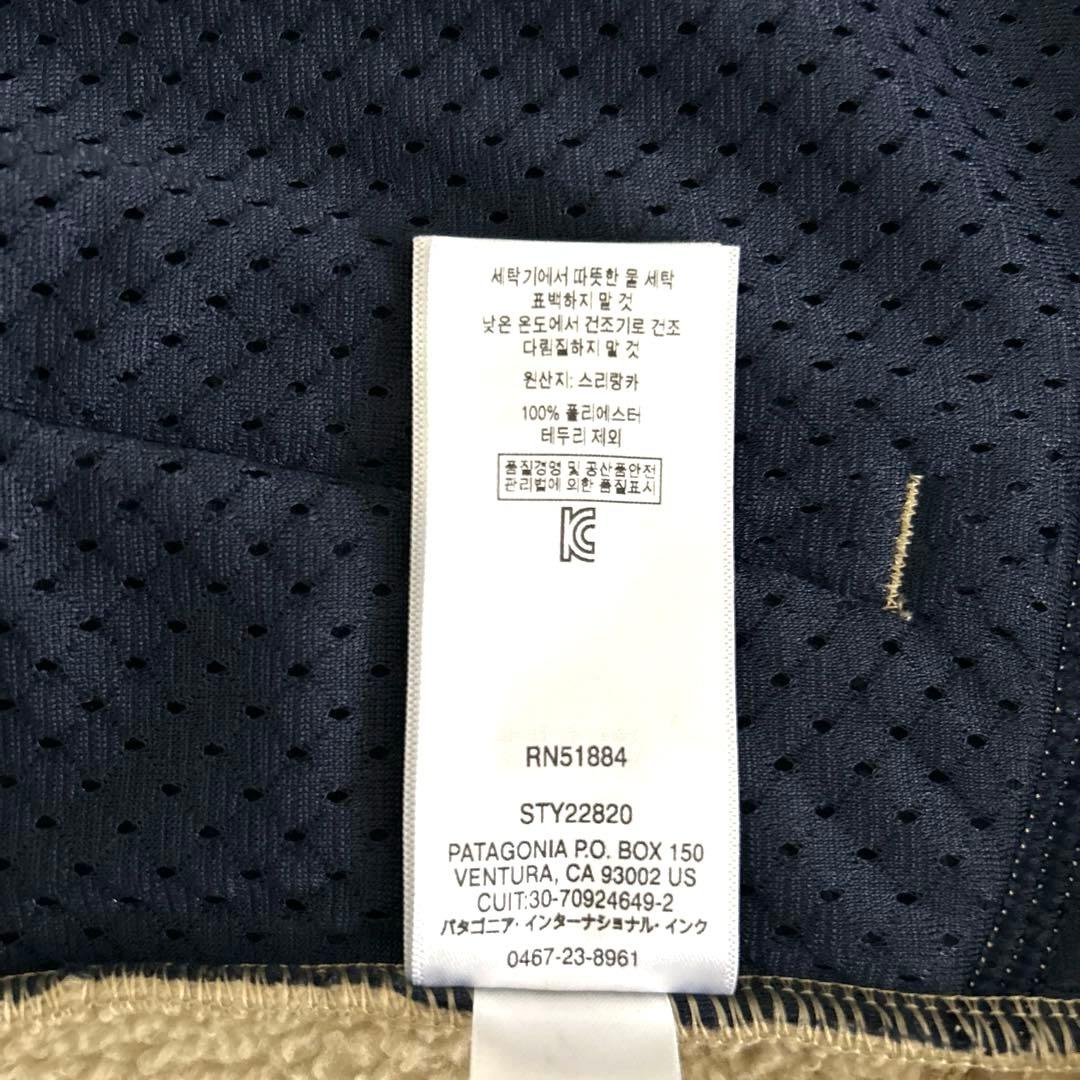 세탁기에서 따뜻한 물 세탁
표백하지 말 것
낮은 온도에서 건조기로 건조
다림질하지 말 것
원산지: 스리랑카
100% 폴리에스터
테두리 제외
품질경영 및 공산품안전
관리법에 의한 품질표시
KC
RN51884
STY22820
PATAGONIA P.O. BOX 150
VENTURA, CA 93002 US
CUIT:30-70924649-2
パタゴニア・インターナショナル・インク
0467-23-8961